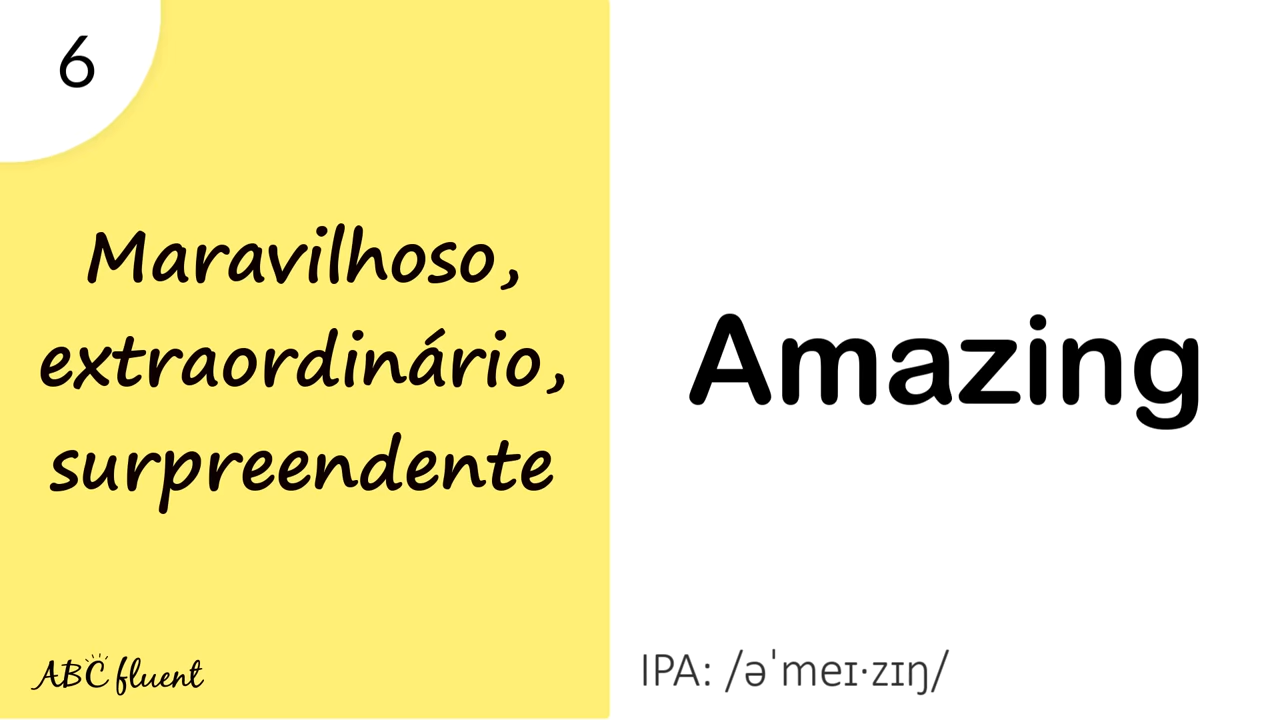 6
Maravilhoso,
extraordinário,
surpreendente
Amazing
ABC fluent
IPA: /əˈmeɪ·zɪŋ/